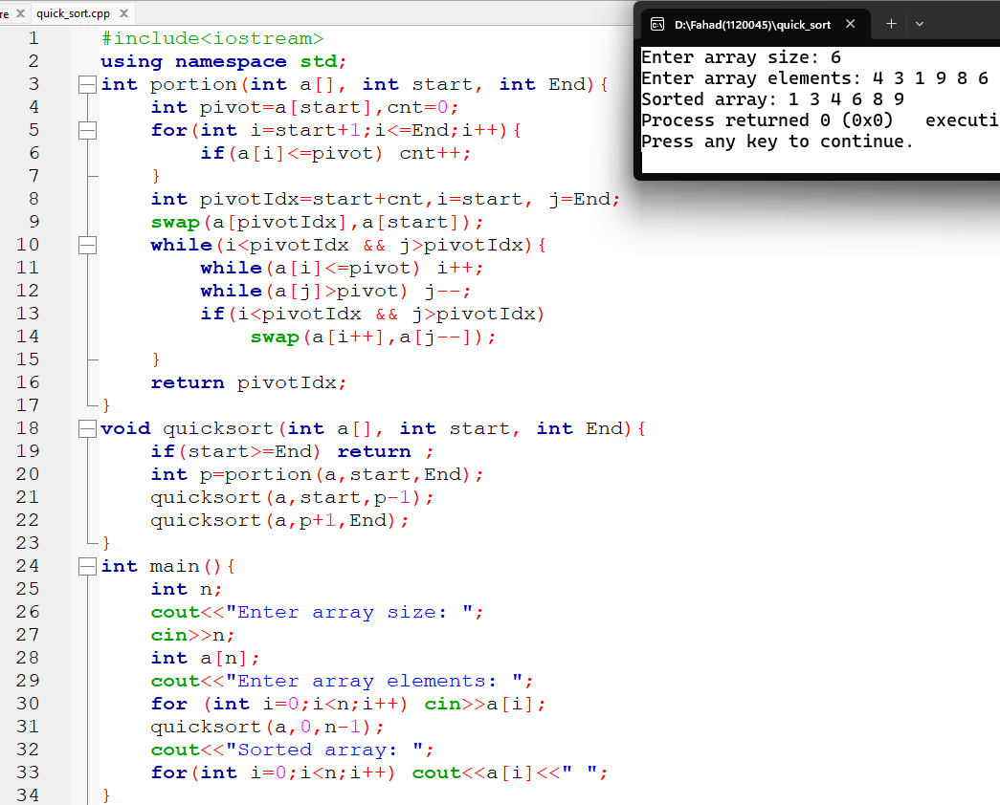 re quick_sort.cpp
1 #include<iostream>
2 using namespace std;
3 int portion(int a[], int start, int End){
4     int pivot=a[start],cnt=0;
5     for(int i=start+1;i<=End;i++){
6         if(a[i]<=pivot) cnt++;
7     }
8     int pivotIdx=start+cnt,i=start, j=End;
9     swap(a[pivotIdx],a[start]);
10     while(i<pivotIdx && j>pivotIdx){
11         while(a[i]<=pivot) i++;
12         while(a[j]>pivot) j--;
13         if(i<pivotIdx && j>pivotIdx)
14             swap(a[i++],a[j--]);
15     }
16     return pivotIdx;
17 }
18 void quicksort(int a[], int start, int End){
19     if(start>=End) return ;
20     int p=portion(a,start,End);
21     quicksort(a,start,p-1);
22     quicksort(a,p+1,End);
23 }
24 int main(){
25     int n;
26     cout<<"Enter array size: ";
27     cin>>n;
28     int a[n];
29     cout<<"Enter array elements: ";
30     for (int i=0;i<n;i++) cin>>a[i];
31     quicksort(a,0,n-1);
32     cout<<"Sorted array: ";
33     for(int i=0;i<n;i++) cout<<a[i]<<" ";
34 }
D:\Fahad(1120045)\quick_sort
Enter array size: 6
Enter array elements: 4 3 1 9 8 6
Sorted array: 1 3 4 6 8 9
Process returned 0 (0x0)   executi
Press any key to continue.